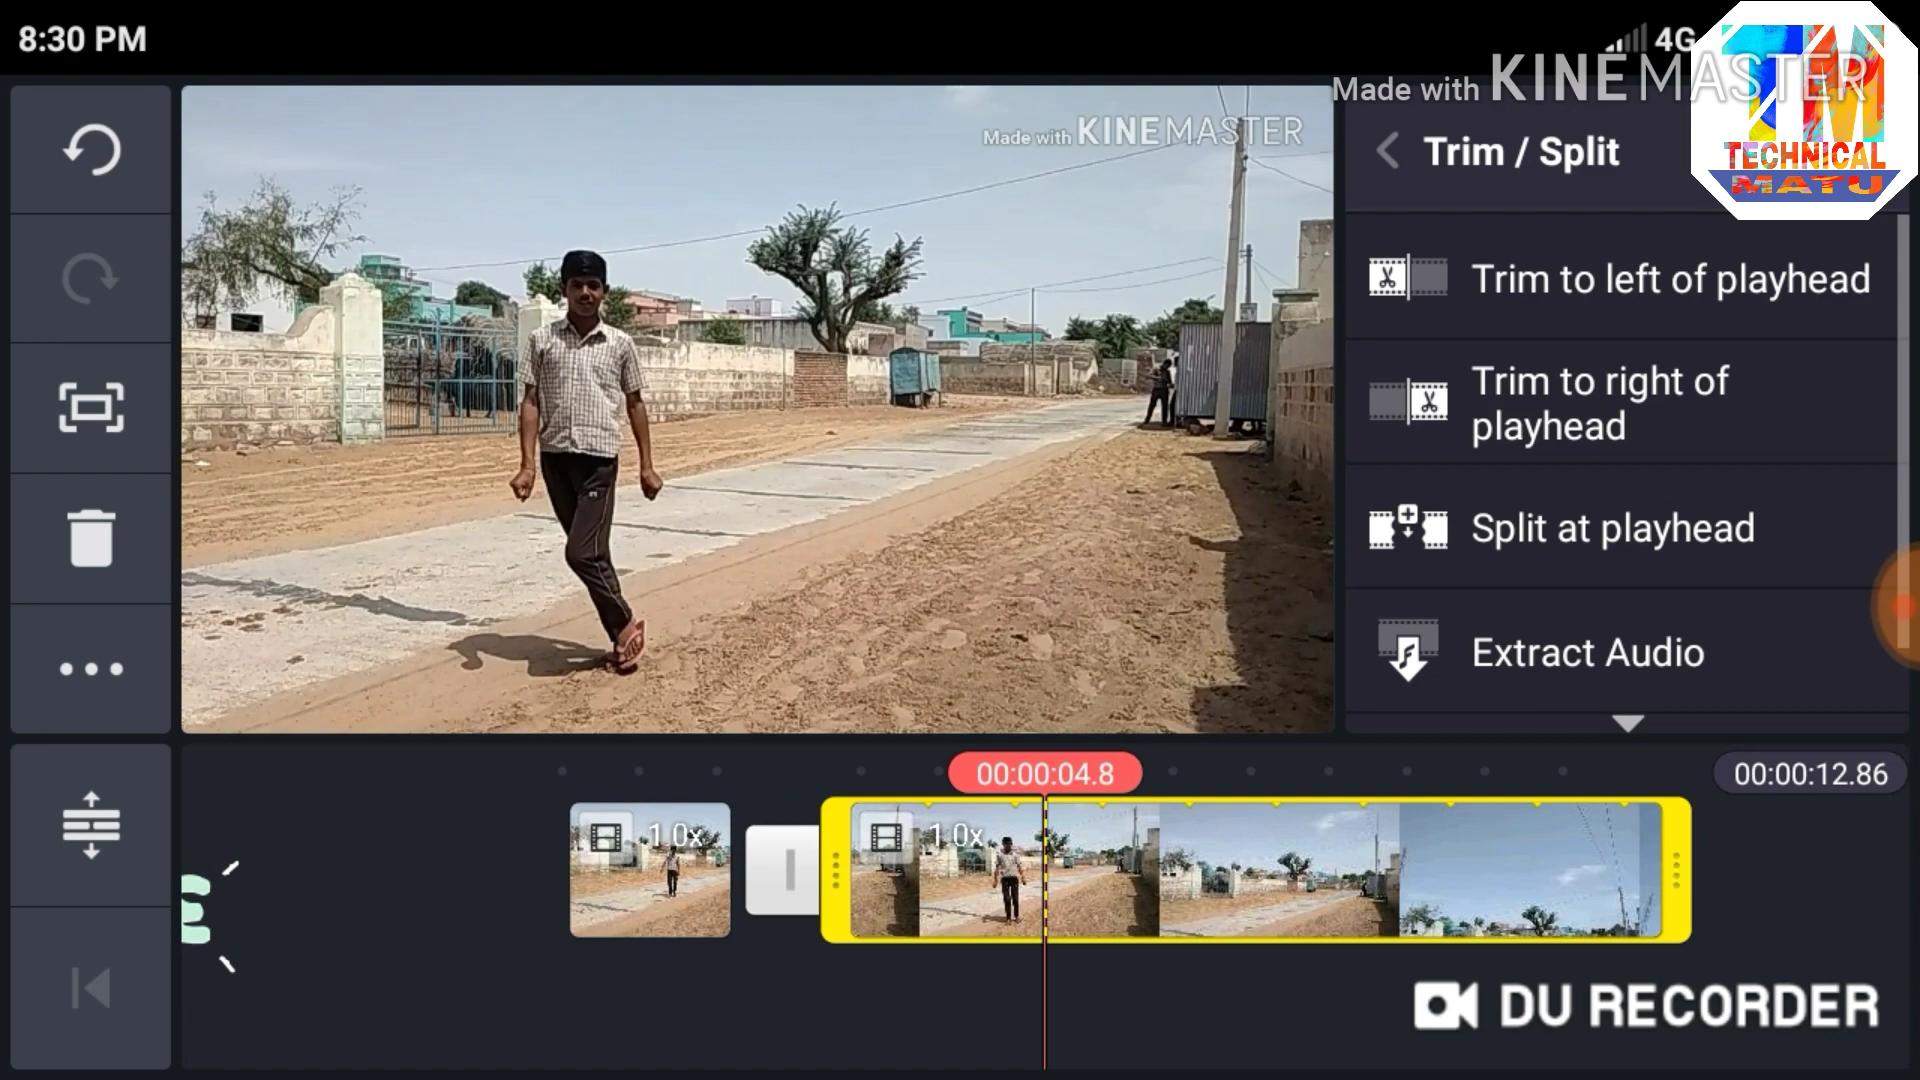 8:30 PM
4G
Made with KINEMASTER
TM
TECHNICAL
MATU
Made with KINEMASTER
Trim / Split
Trim to left of playhead
Trim to right of
playhead
Split at playhead
Extract Audio
00:00:04.8
00:00:12.86
1.0x
1.0x
E
DU RECORDER